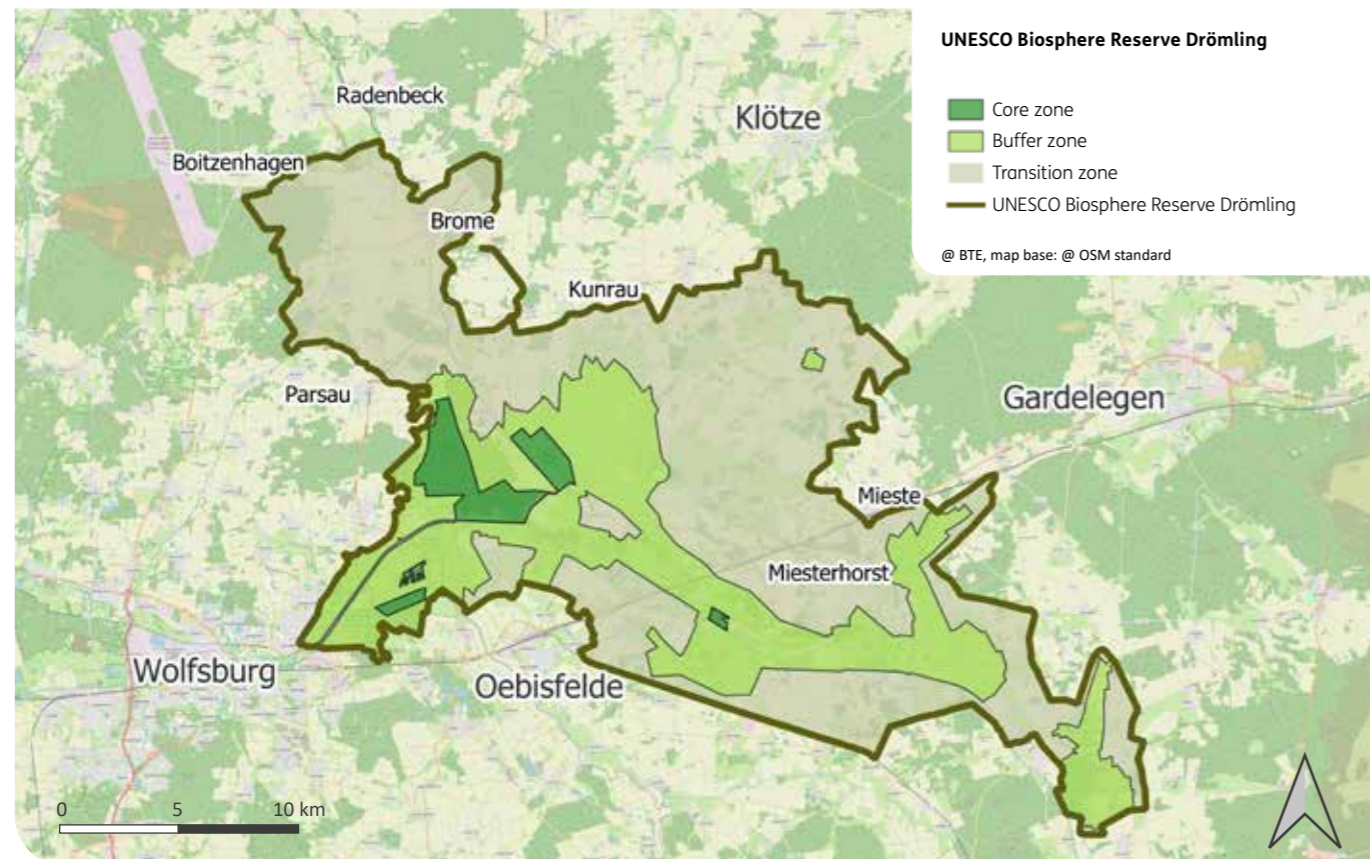 UNESCO Biosphere Reserve Drömling
Core zone
Buffer zone
Transition zone
UNESCO Biosphere Reserve Drömling
@ BTE, map base: @ OSM standard
Radenbeck
Klötze
Boitzenhagen
Brome
Kunrau
Parsau
Gardelegen
Mieste
Miesterhorst
Wolfsburg
Oebisfelde
0 5 10 km